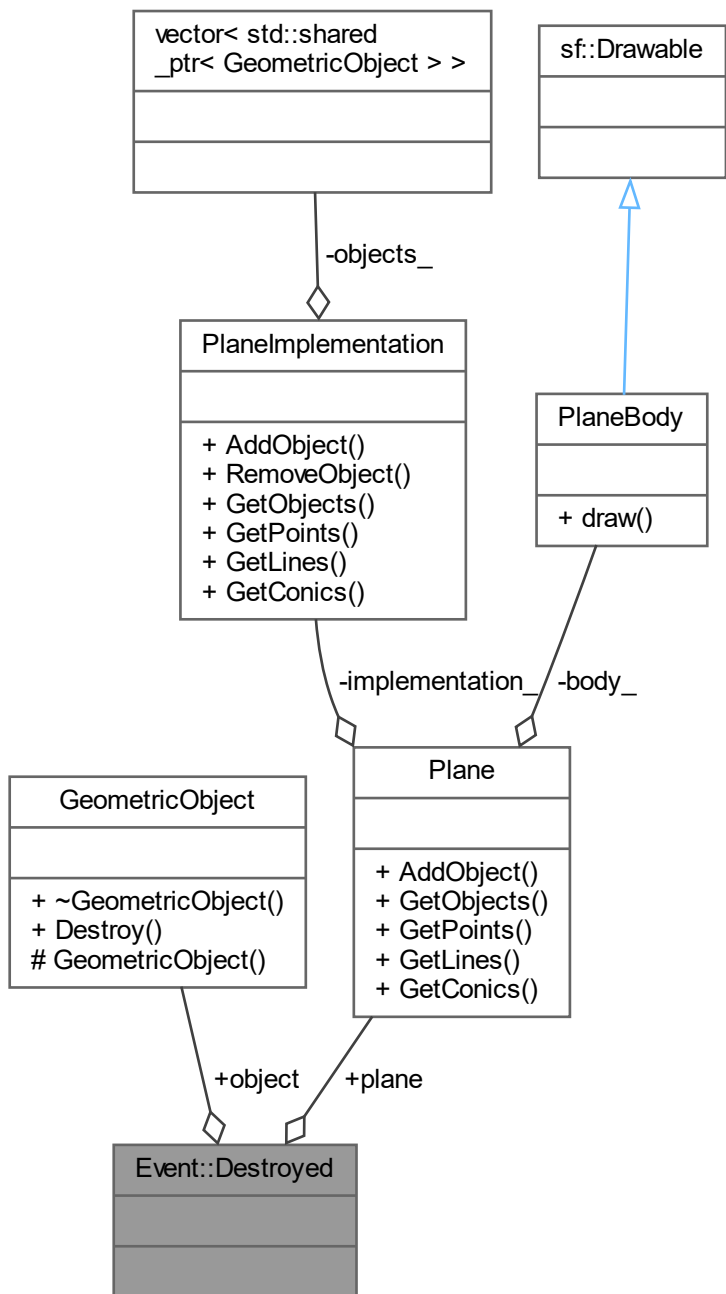 vector< std::shared
_ptr< GeometricObject > >
sf::Drawable
-objects_
PlaneImplementation
+ AddObject()
+ RemoveObject()
+ GetObjects()
+ GetPoints()
+ GetLines()
+ GetConics()
PlaneBody
+ draw()
-implementation_
-body_
GeometricObject
+ ~GeometricObject()
+ Destroy()
# GeometricObject()
Plane
+ AddObject()
+ GetObjects()
+ GetPoints()
+ GetLines()
+ GetConics()
+object
+plane
Event::Destroyed